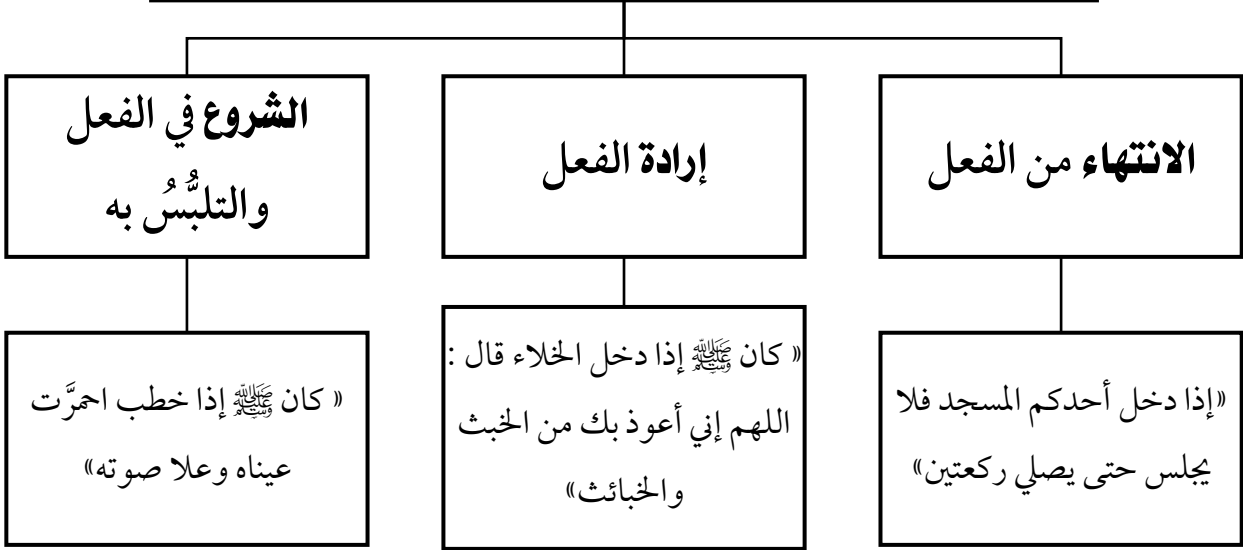 الانتهاء من الفعل
إرادة الفعل
الشروع في الفعل
والتلبُّسُ به
«إذا دخل أحدكم المسجد فلا
يجلس حتى يصلي ركعتين»
« كان ﷺ إذا دخل الخلاء قال :
اللهم إني أعوذ بك من الخبث
والخبائث»
« كان ﷺ إذا خطب احمرَّت
عيناه وعلا صوته»